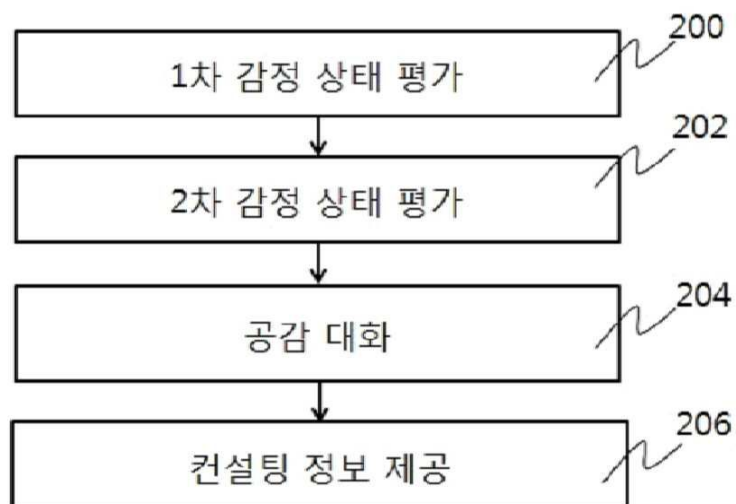 200
1차 감정 상태 평가
202
2차 감정 상태 평가
204
공감 대화
206
컨설팅 정보 제공